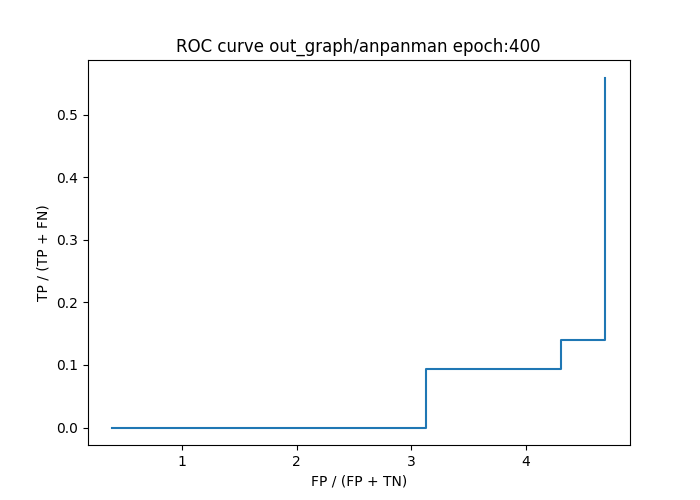 ROC curve out_graph/anpanman epoch:400
0.5
0.4
0.3
0.2
0.1
0.0
TP / (TP + FN)
1 2 3 4
FP / (FP + TN)